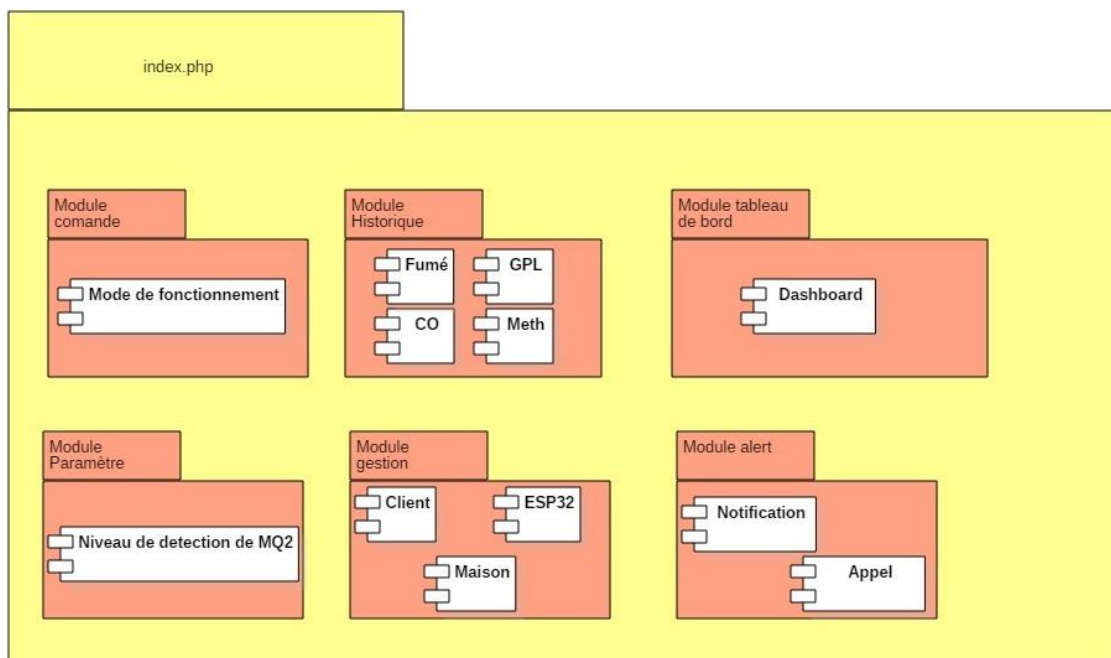 index.php
Module
comande
Mode de fonctionnement
Module
Historique
Fumé
GPL
CO
Meth
Module tableau
de bord
Dashboard
Module
Paramètre
Niveau de detection de MQ2
Module
gestion
Client
ESP32
Maison
Module alert
Notification
Appel